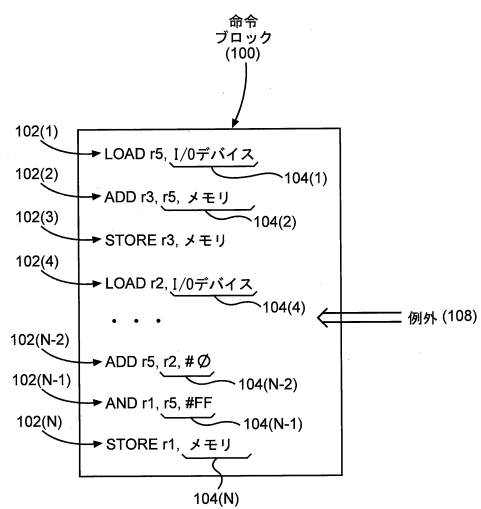 命令
ブロック
(100)
102(1)
LOAD r5, I/0デバイス
104(1)
102(2)
ADD r3, r5, メモリ
104(2)
102(3)
STORE r3, メモリ
102(4)
LOAD r2, I/0デバイス
104(4)
• • •
例外 (108)
102(N-2)
ADD r5, r2, #Ø
104(N-2)
102(N-1)
AND r1, r5, #FF
104(N-1)
102(N)
STORE r1, メモリ
104(N)